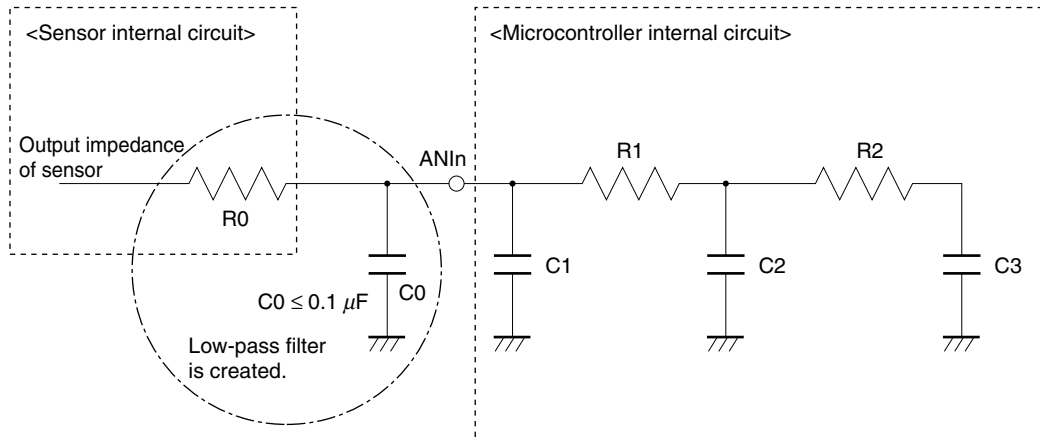 <Sensor internal circuit>
<Microcontroller internal circuit>
Output impedance
of sensor
ANIn
R0
R1
R2
C0
C1
C2
C3
C0 ≤ 0.1 µF
Low-pass filter
is created.